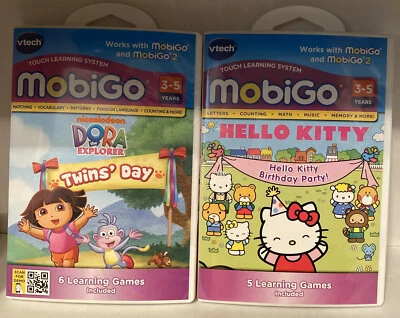 vtech
Works with MobiGo
and MobiGo 2
TOUCH LEARNING SYSTEM
MobiGo
3-5
YEARS
MATCHING • VOCABULARY • PATTERNS • FOREIGN LANGUAGE • COUNTING & MORE!
nickelodeon
DORA
the
EXPLORER
Twins' Day
SCAN
FOR
DEMO
6 Learning Games
Included
vtech
Works with MobiGo
and MobiGo 2
TOUCH LEARNING SYSTEM
MobiGo
3-5
YEARS
LETTERS • COUNTING • MATH • MUSIC • MEMORY & MORE!
HELLO KITTY
Hello Kitty
Birthday Party!
5 Learning Games
Included